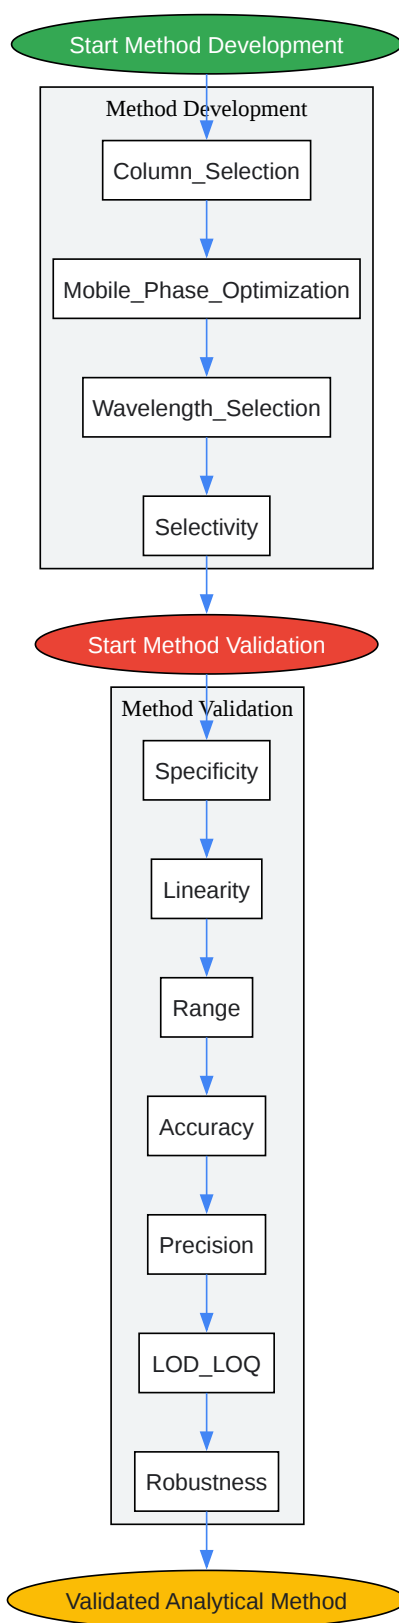 Start Method Development
Method Development
Column_Selection
Mobile_Phase_Optimization
Wavelength_Selection
Selectivity
Start Method Validation
Method Validation
Specificity
Linearity
Range
Accuracy
Precision
LOD_LOQ
Robustness
Validated Analytical Method